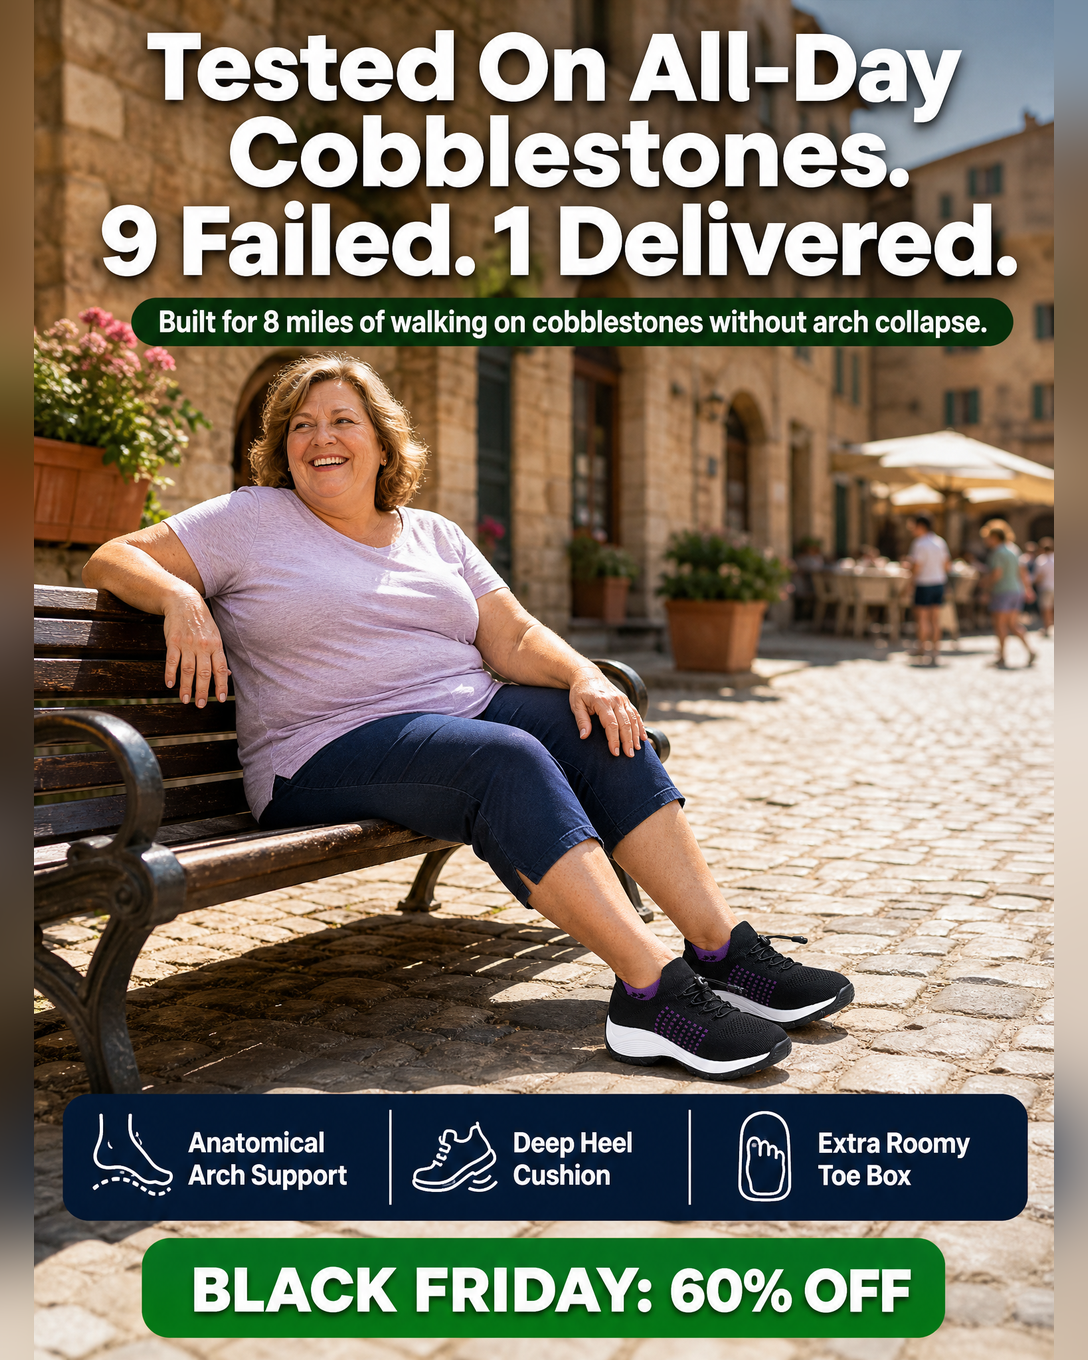 Tested On All-Day
Cobblestones.
9 Failed. 1 Delivered.
Built for 8 miles of walking on cobblestones without arch collapse.
Anatomical
Arch Support
Deep Heel
Cushion
Extra Roomy
Toe Box
BLACK FRIDAY: 60% OFF